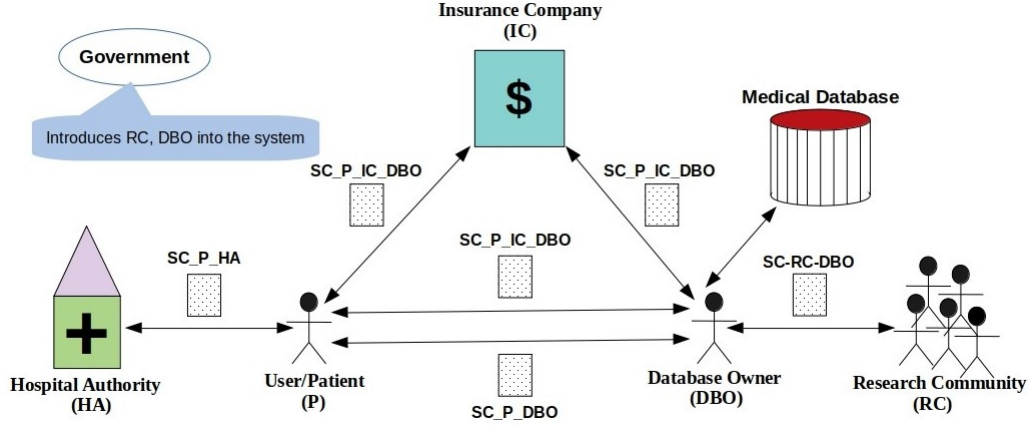 Insurance Company
(IC)
Government
$
Medical Database
Introduces RC, DBO into the system
SC_P_IC_DBO
SC_P_IC_DBO
SC_P_IC_DBO
SC_P_HA
SC-RC-DBO
Hospital Authority
(HA)
User/Patient
(P)
Database Owner
(DBO)
Research Community
(RC)
SC_P_DBO